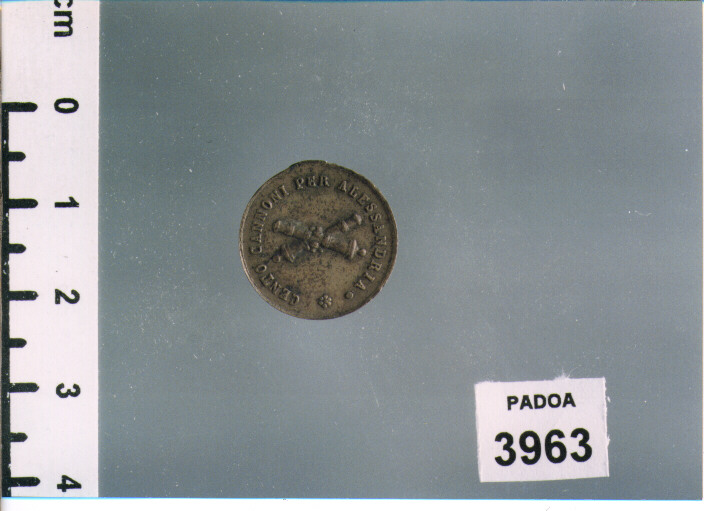 cm
0
1
2
3
4
CENTO CANNONI PER ALESSANDRIA
PADOA
3963